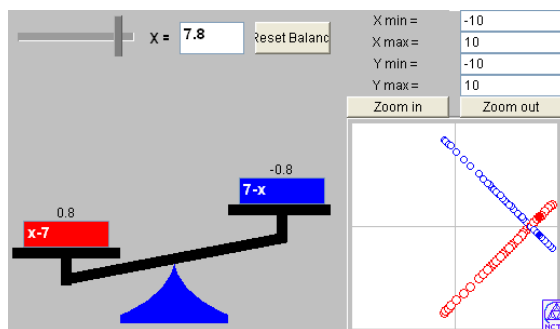 X = 7.8 Reset Balanc
X min = -10
X max = 10
Y min = -10
Y max = 10
Zoom in Zoom out
-0.8
7-x
0.8
x-7